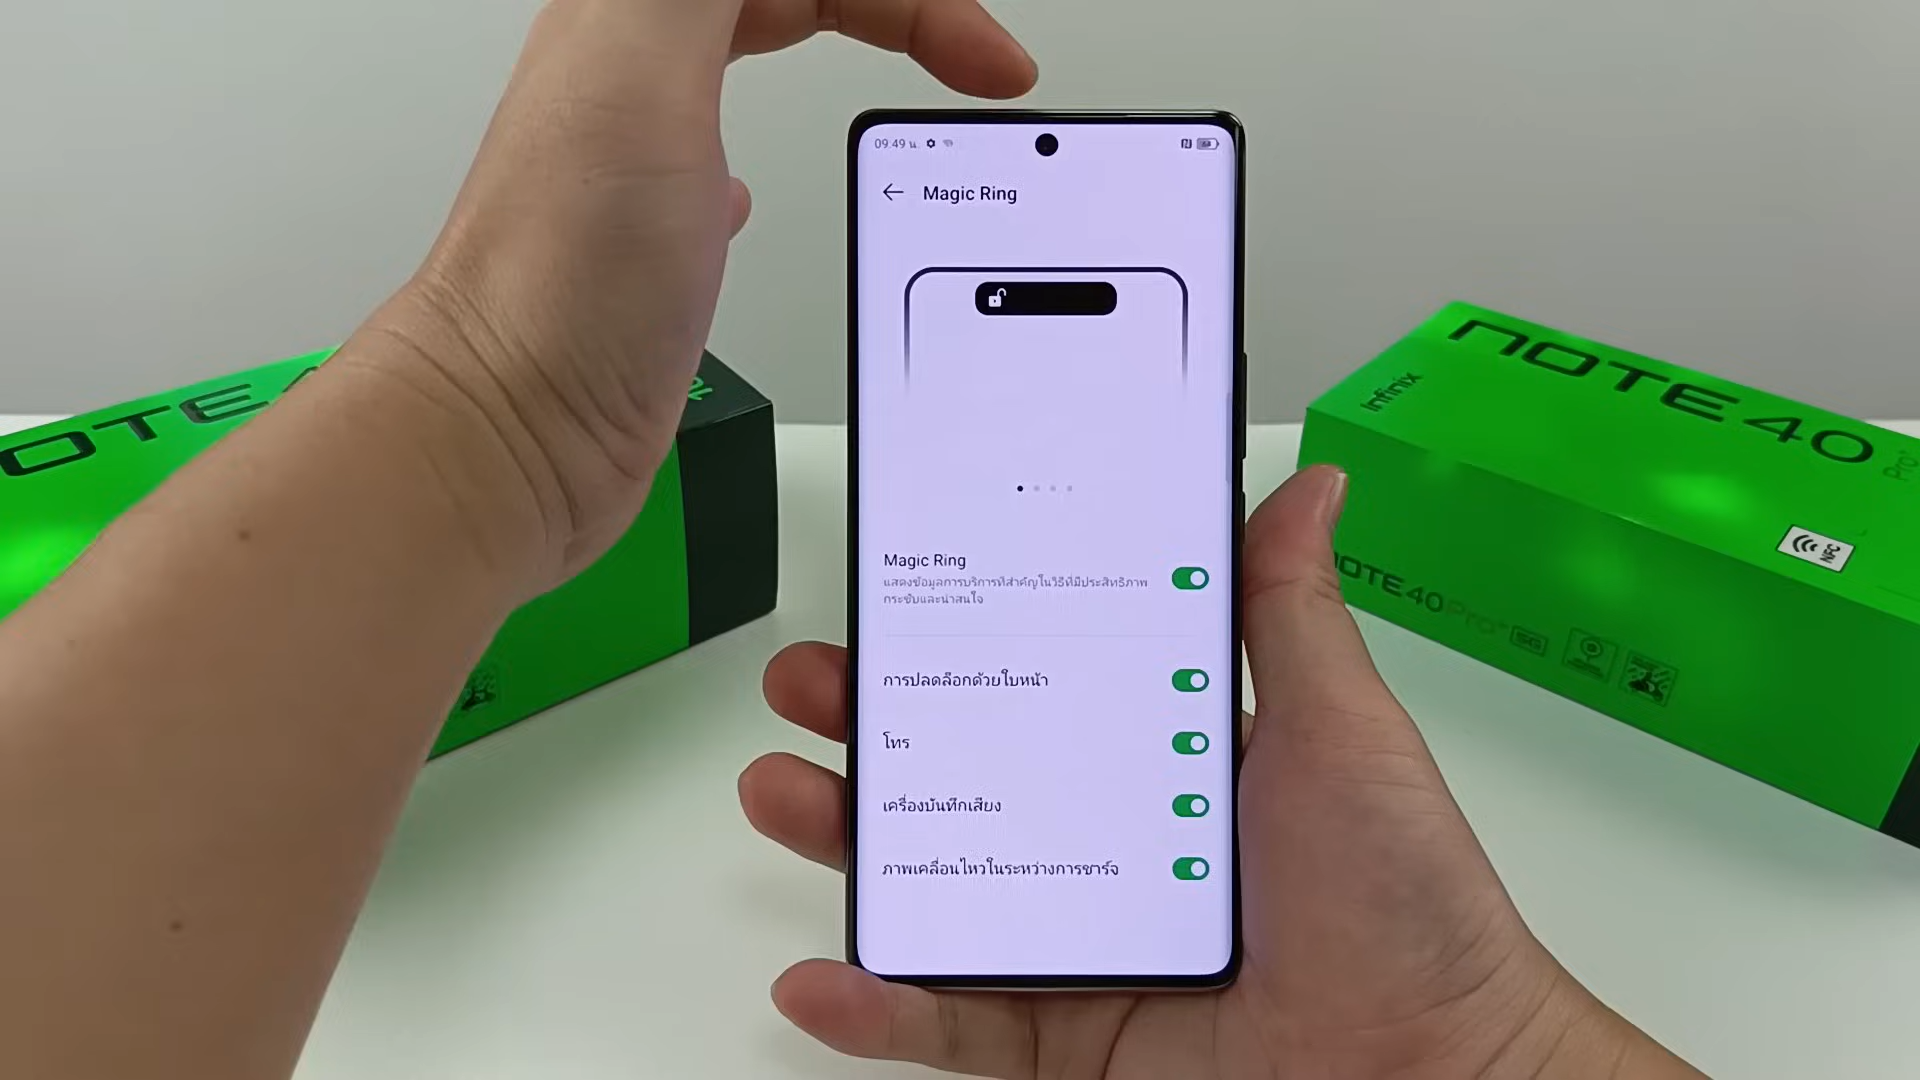 09.49 น.
Magic Ring
Magic Ring
แสดงข้อมูลการบริการที่สำคัญในวิธีที่มีประสิทธิภาพ
กระชับและน่าสนใจ
การปลดล็อกด้วยใบหน้า
โทร
เครื่องบันทึกเสียง
ภาพเคลื่อนไหวในระหว่างการชาร์จ
OTE
NOTE 40 Pro+
Infinix
NFC
NOTE 40 Pro+ 5G